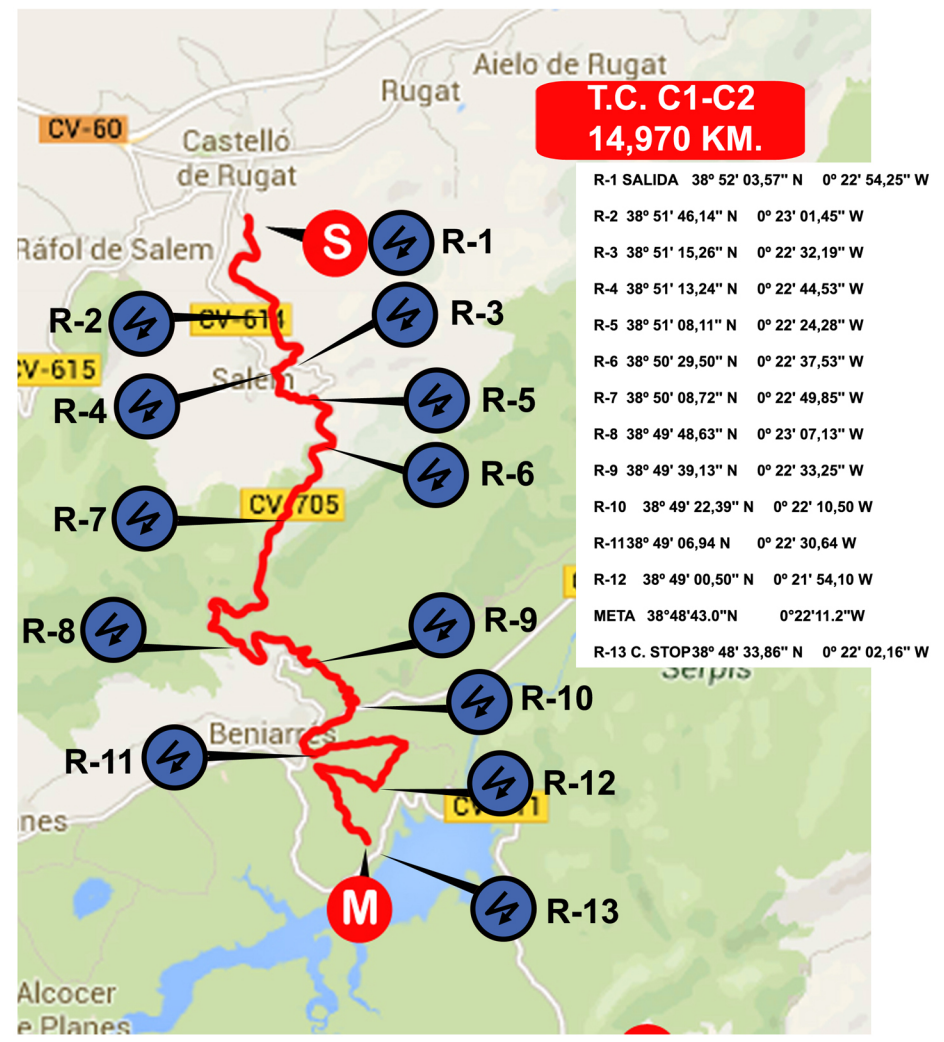 Aielo de Rugat
Rugat
T.C. C1-C2
14,970 KM.
CV-60
Castelló
de Rugat
R-1 SALIDA 38º 52' 03,57" N 0º 22' 54,25" W
R-2 38º 51' 46,14" N 0º 23' 01,45" W
R-3 38º 51' 15,26" N 0º 22' 32,19" W
R-4 38º 51' 13,24" N 0º 22' 44,53" W
R-5 38º 51' 08,11" N 0º 22' 24,28" W
R-6 38º 50' 29,50" N 0º 22' 37,53" W
R-7 38º 50' 08,72" N 0º 22' 49,85" W
R-8 38º 49' 48,63" N 0º 23' 07,13" W
R-9 38º 49' 39,13" N 0º 22' 33,25" W
R-10 38º 49' 22,39" N 0º 22' 10,50 W
R-1138º 49' 06,94 N 0º 22' 30,64 W
R-12 38º 49' 00,50" N 0º 21' 54,10 W
META 38°48'43.0"N 0°22'11.2"W
R-13 C. STOP38º 48' 33,86" N 0º 22' 02,16" W
Ráfol de Salem
S
R-1
R-2
CV-614
R-3
CV-615
Salem
R-4
R-5
R-6
R-7
CV-705
R-8
R-9
Serpis
R-10
Beniarrés
R-11
R-12
nes
M
R-13
Alcocer
e Planes